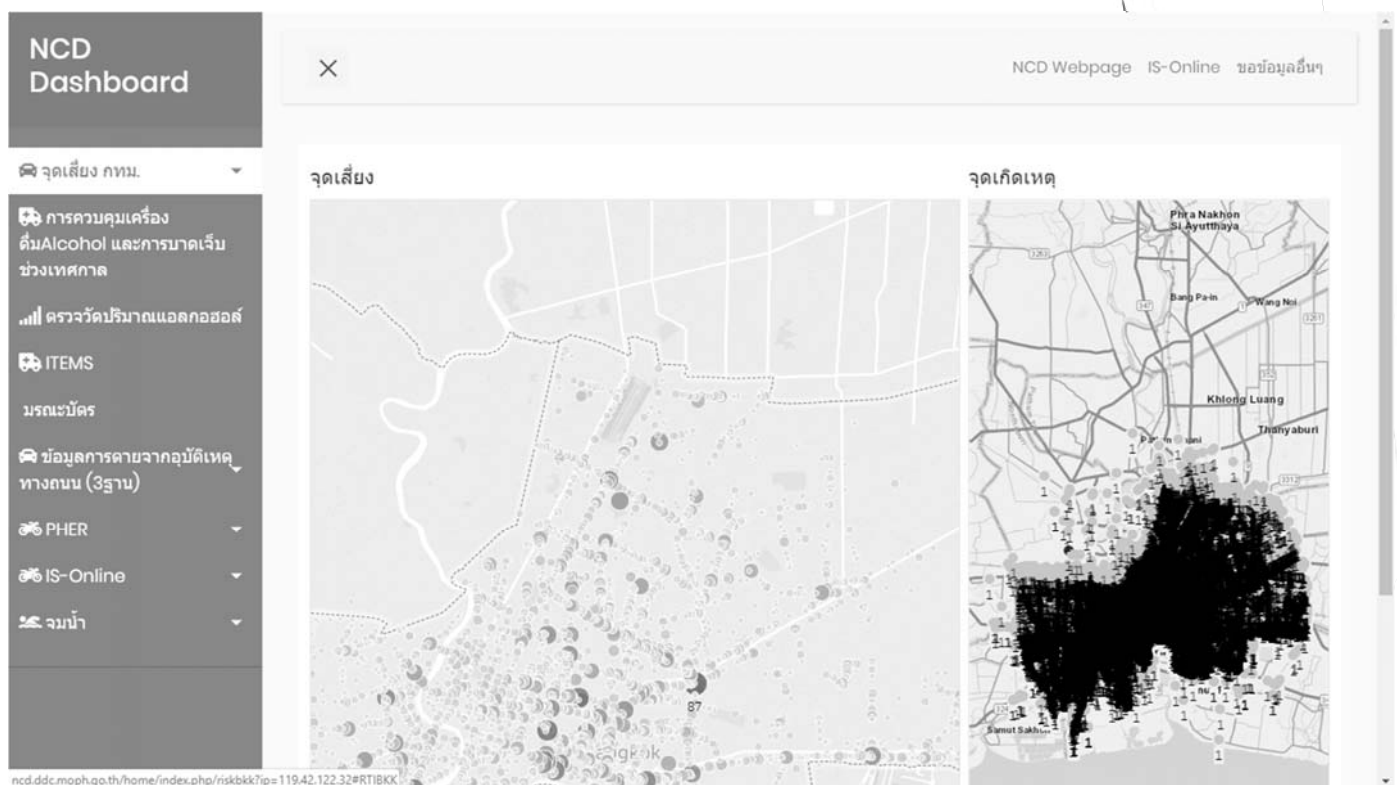 NCD
Dashboard
NCD Webpage IS-Online ขอข้อมูลอื่นๆ
จุดเสี่ยง กทม.
การควบคุมเครื่อง
ดื่มAlcohol และการบาดเจ็บ
ช่วงเทศกาล
ตรวจวัดปริมาณแอลกอฮอล์
ITEMS
มรณะบัตร
ข้อมูลการตายจากอุบัติเหตุ
ทางถนน (3ฐาน)
PHER
IS-Online
จมน้ำ
จุดเสี่ยง
87
จุดเกิดเหตุ
Phra Nakhon
Si Ayutthaya
3263
347
Bang Pa-in
1
Wang Noi
3261
352
Khlong Luang
Thanyaburi
3312
324
ncd.ddc.moph.go.th/home/index.php/riskbkk?ip=119.42.122.32#RTIBKK